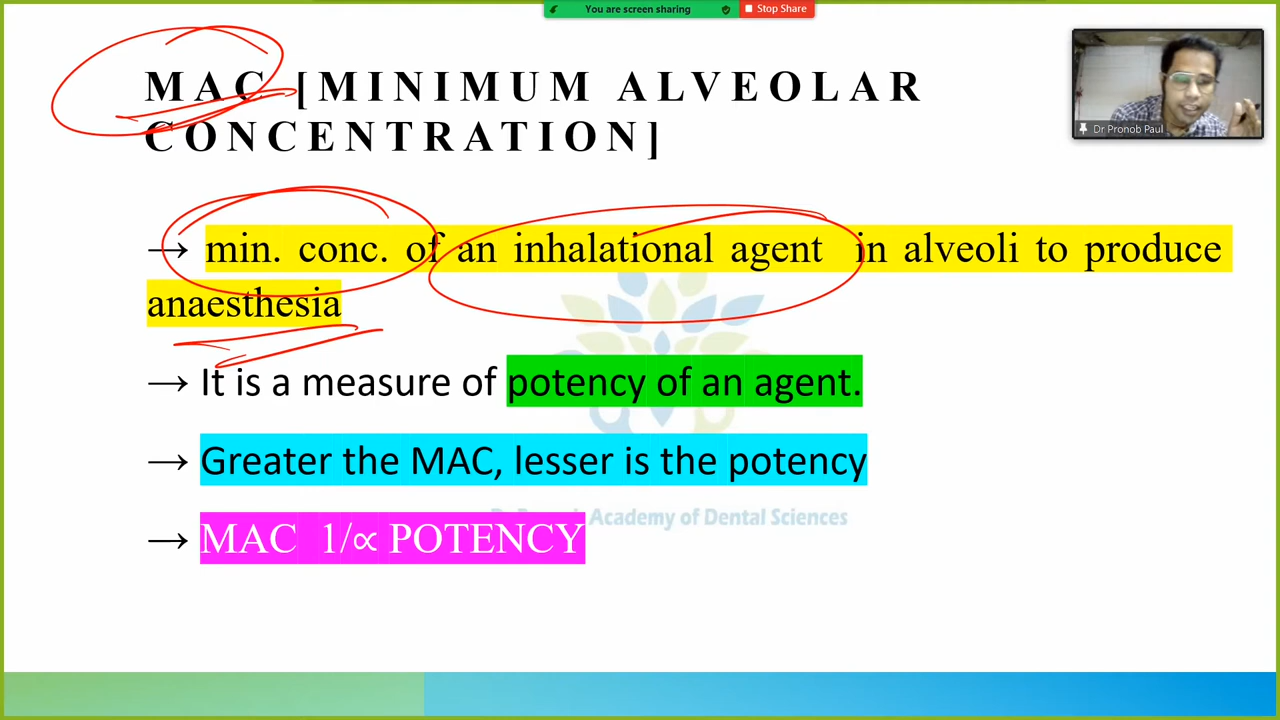 You are screen sharing
Stop Share
MAC [MINIMUM ALVEOLAR
CONCENTRATION]
Dr Pronob Paul
→ min. conc. of an inhalational agent in alveoli to produce
anaesthesia
→ It is a measure of potency of an agent.
→ Greater the MAC, lesser is the potency
Academy of Dental Sciences
→ MAC 1/∝ POTENCY